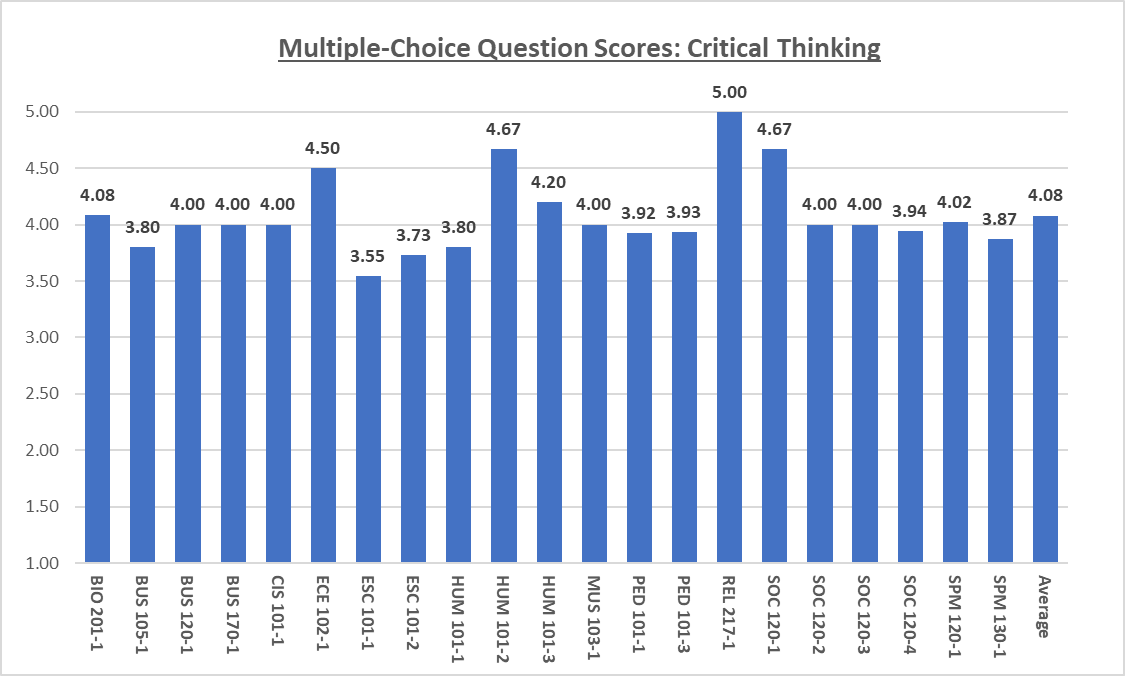 Multiple-Choice Question Scores: Critical Thinking
5.00
4.50
4.00
3.50
3.00
2.50
2.00
1.50
1.00
4.08
3.80
4.00
4.00
4.00
4.50
3.55
3.73
3.80
4.67
4.20
4.00
3.92
3.93
5.00
4.67
4.00
4.00
3.94
4.02
3.87
4.08
BIO 201-1
BUS 105-1
BUS 120-1
BUS 170-1
CIS 101-1
ECE 102-1
ESC 101-1
ESC 101-2
HUM 101-1
HUM 101-2
HUM 101-3
MUS 103-1
PED 101-1
PED 101-3
REL 217-1
SOC 120-1
SOC 120-2
SOC 120-3
SOC 120-4
SPM 120-1
SPM 130-1
Average